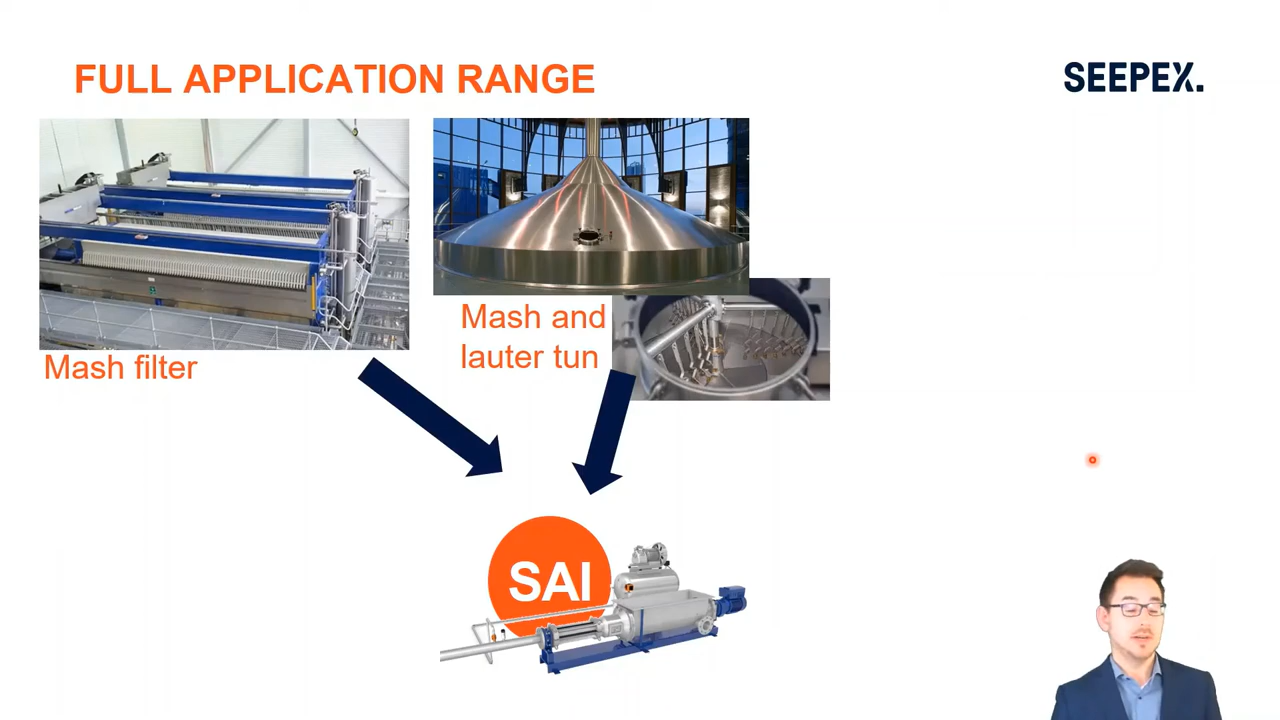 FULL APPLICATION RANGE
SEEPEX.
Mash filter
Mash and
lauter tun
SAI